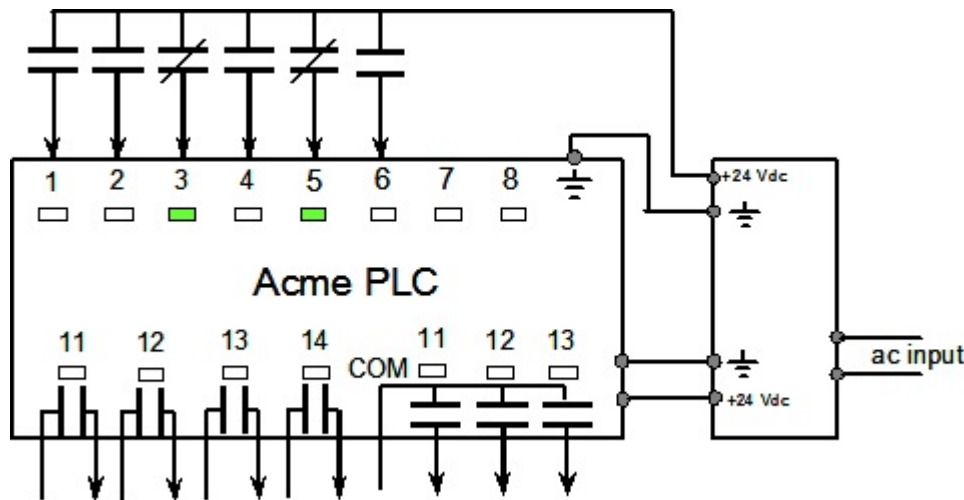 1 2 3 4 5 6 7 8
+24 Vdc
Acme PLC
11 12 13 14 COM 11 12 13
ac input
+24 Vdc